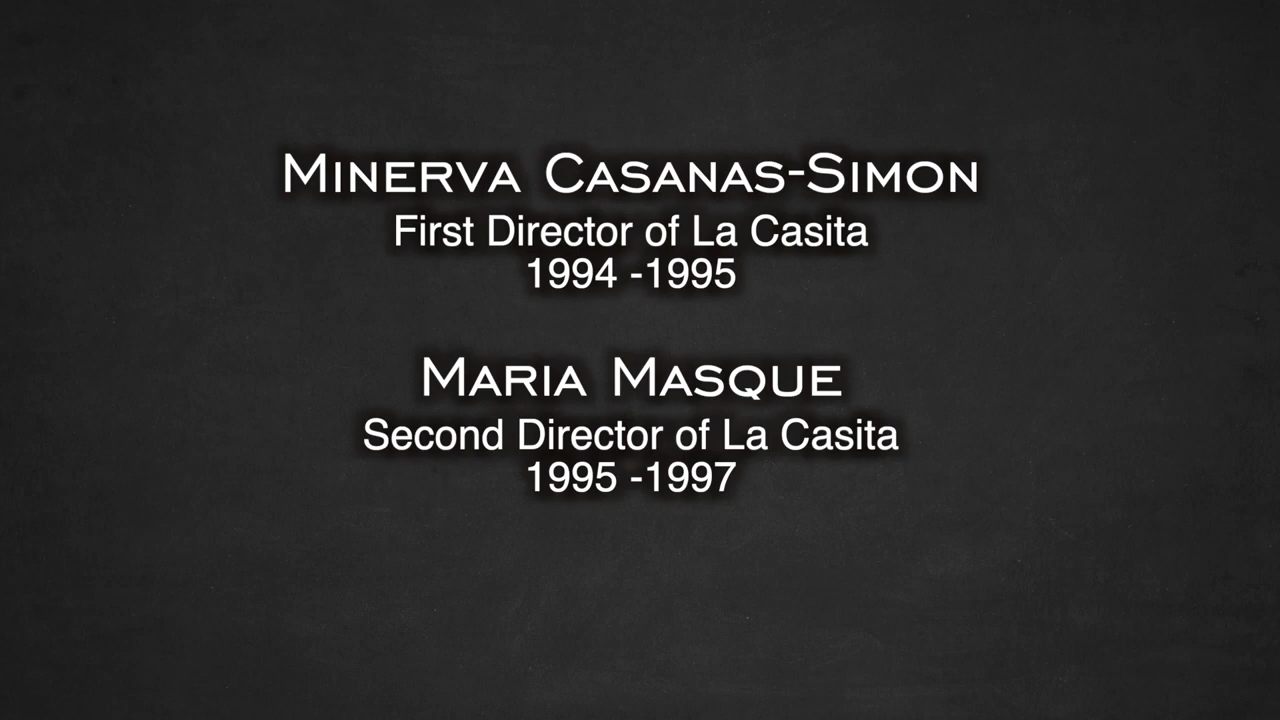 Minerva Casanas-Simon
First Director of La Casita
1994 -1995
Maria Masque
Second Director of La Casita
1995 -1997